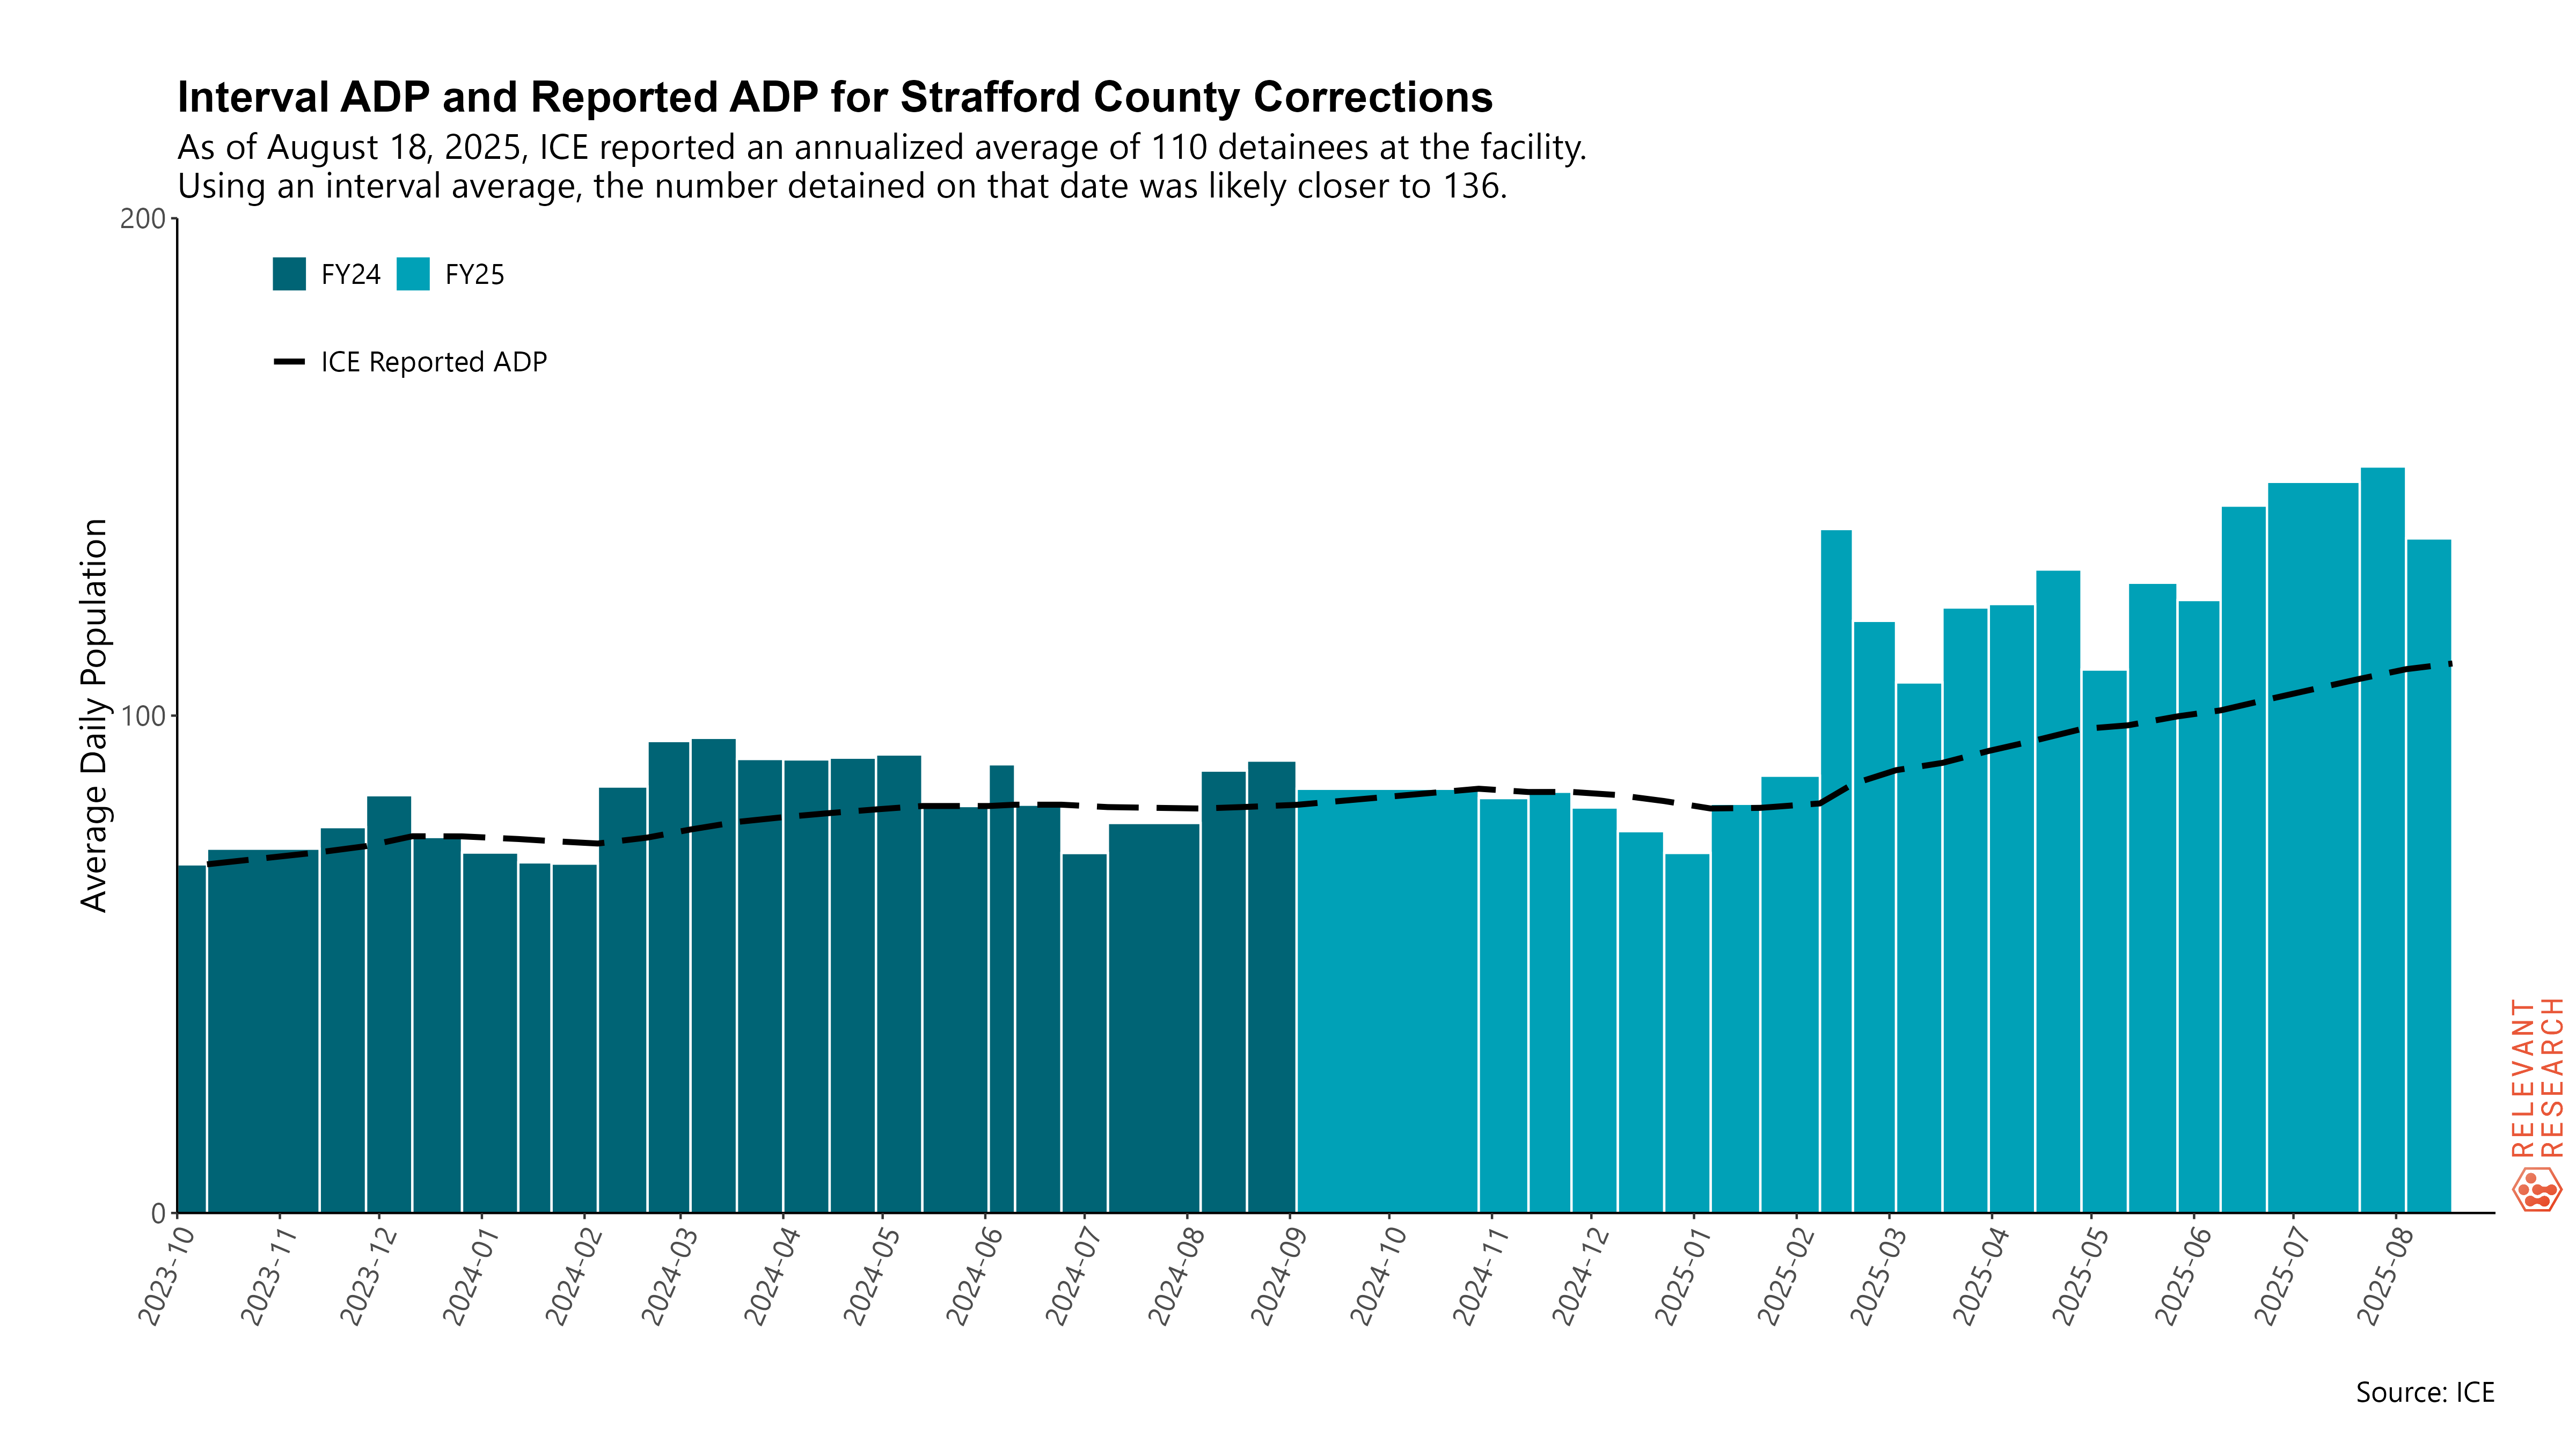 Interval ADP and Reported ADP for Strafford County Corrections
As of August 18, 2025, ICE reported an annualized average of 110 detainees at the facility.
Using an interval average, the number detained on that date was likely closer to 136.
200
FY24 FY25
ICE Reported ADP
Average Daily Population
100
0
2023-10 2023-11 2023-12 2024-01 2024-02 2024-03 2024-04 2024-05 2024-06 2024-07 2024-08 2024-09 2024-10 2024-11 2024-12 2025-01 2025-02 2025-03 2025-04 2025-05 2025-06 2025-07 2025-08
RELEVANT
RESEARCH
Source: ICE